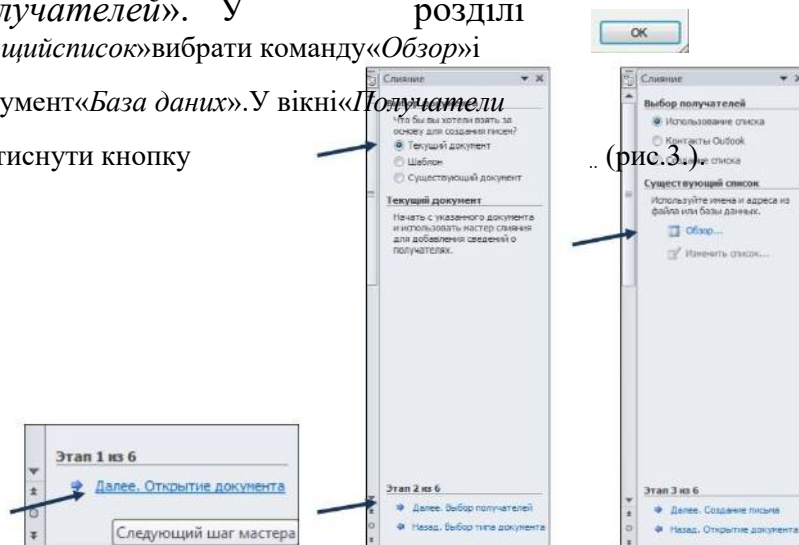 лучателей». У розділі
щийсписок»вибрати команду«Обзор»і
OK
умент«База даних».У вікні«Получатели
тиснути кнопку
.. (рис.3.).
Слияние
Что бы вы хотели взять за
основу для создания писем?
Текущий документ
Шаблон
Существующий документ
Текущий документ
Начать с указанного документа
и использовать мастер слияния
для добавления сведений о
получателях.
Этап 2 из 6
Далее. Выбор получателей
Назад. Выбор типа документа
Слияние
Выбор получателей
Использование списка
Контакты Outlook
списка
Существующий список
Используйте имена и адреса из
файла или базы данных.
Обзор...
Изменить список...
Этап 3 из 6
Далее. Создание письма
Назад. Открытие документа
Этап 1 из 6
Далее. Открытие документа
Следующий шаг мастера